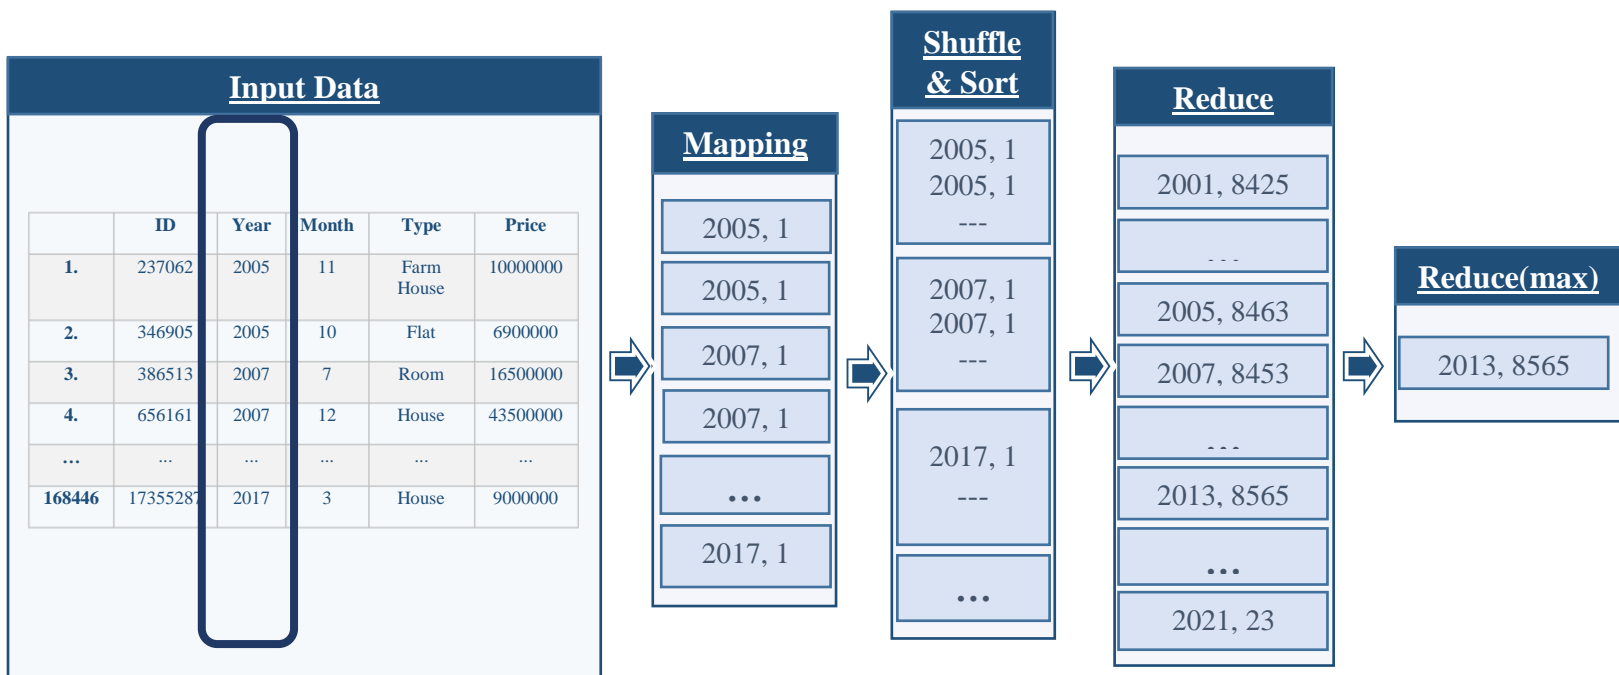 Input Data
ID Year Month Type Price
1. 237062 2005 11 Farm House 10000000
2. 346905 2005 10 Flat 6900000
3. 386513 2007 7 Room 16500000
4. 656161 2007 12 House 43500000
... ... ... ... ... ...
168446 17355287 2017 3 House 9000000
Mapping
2005, 1
2005, 1
2007, 1
2007, 1
...
2017, 1
Shuffle
& Sort
2005, 1
2005, 1
---
2007, 1
2007, 1
---
2017, 1
---
...
Reduce
2001, 8425
...
2005, 8463
2007, 8453
...
2013, 8565
...
2021, 23
Reduce(max)
2013, 8565